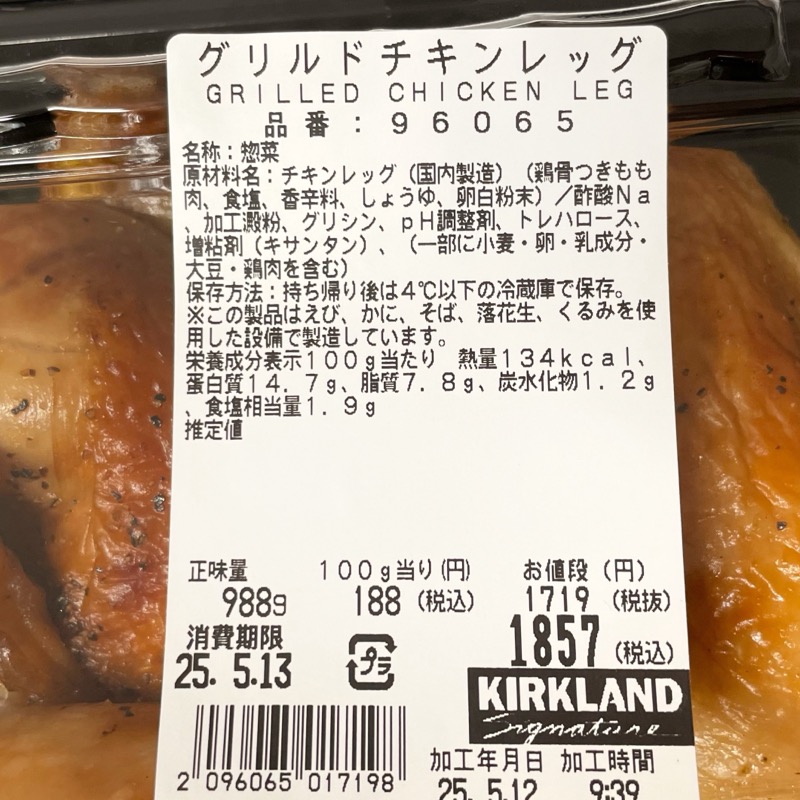 グリルドチキンレッグ
GRILLED CHICKEN LEG
品番：96065
名称：惣菜
原材料名：チキンレッグ（国内製造）（鶏骨つきもも
肉、食塩、香辛料、しょうゆ、卵白粉末）／酢酸Ｎａ
、加工澱粉、グリシン、ｐＨ調整剤、トレハロース、
増粘剤（キサンタン）、（一部に小麦・卵・乳成分・
大豆・鶏肉を含む）
保存方法：持ち帰り後は４℃以下の冷蔵庫で保存。
※この製品はえび、かに、そば、落花生、くるみを使
用した設備で製造しています。
栄養成分表示１００ｇ当たり　熱量１３４ｋｃａｌ、
蛋白質１４．７ｇ、脂質７．８ｇ、炭水化物１．２ｇ
、食塩相当量１．９ｇ
推定値
正味量 100g当り(円) お値段（円）
988g 188（税込） 1719（税抜）
消費期限 1857（税込）
25. 5.13 プラ
KIRKLAND
Signature
2 096065 017198
加工年月日 加工時間
25. 5.12 9:39